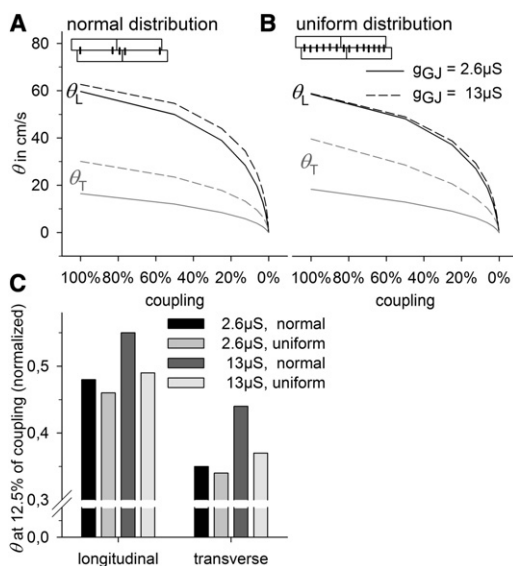 A normal distribution
B uniform distribution
80
60
40
20
0
θ in cm/s
θL
θT
θL
θT
gGJ = 2.6µS
gGJ = 13µS
100% 80% 60% 40% 20% 0%
100% 80% 60% 40% 20% 0%
coupling
coupling
C
2.6µS, normal
2.6µS, uniform
13µS, normal
13µS, uniform
θ at 12.5% of coupling (normalized)
0,5
0,4
0,3
0,0
longitudinal
transverse